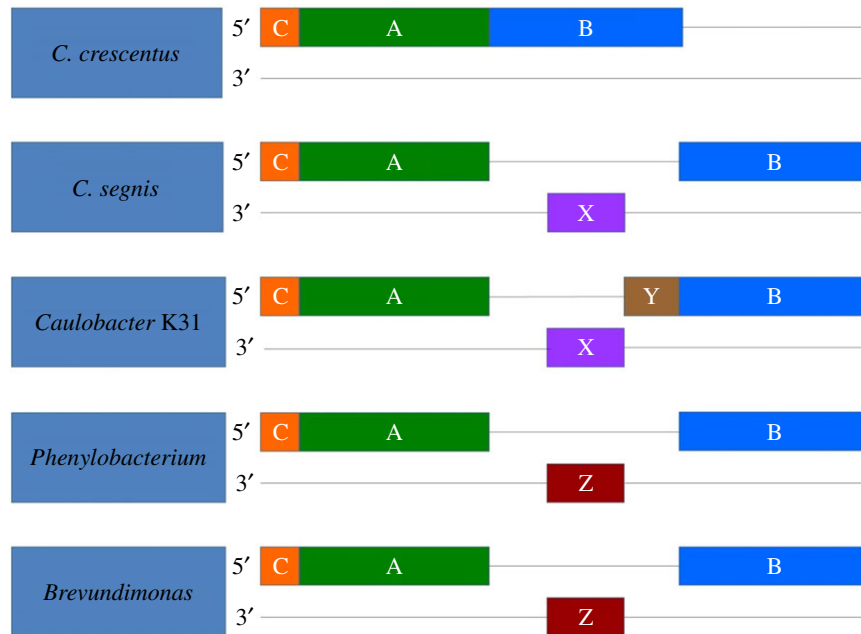 C. crescentus 5′ C A B
3′
C. segnis 5′ C A B
3′ X
Caulobacter K31 5′ C A Y B
3′ X
Phenylobacterium 5′ C A B
3′ Z
Brevundimonas 5′ C A B
3′ Z